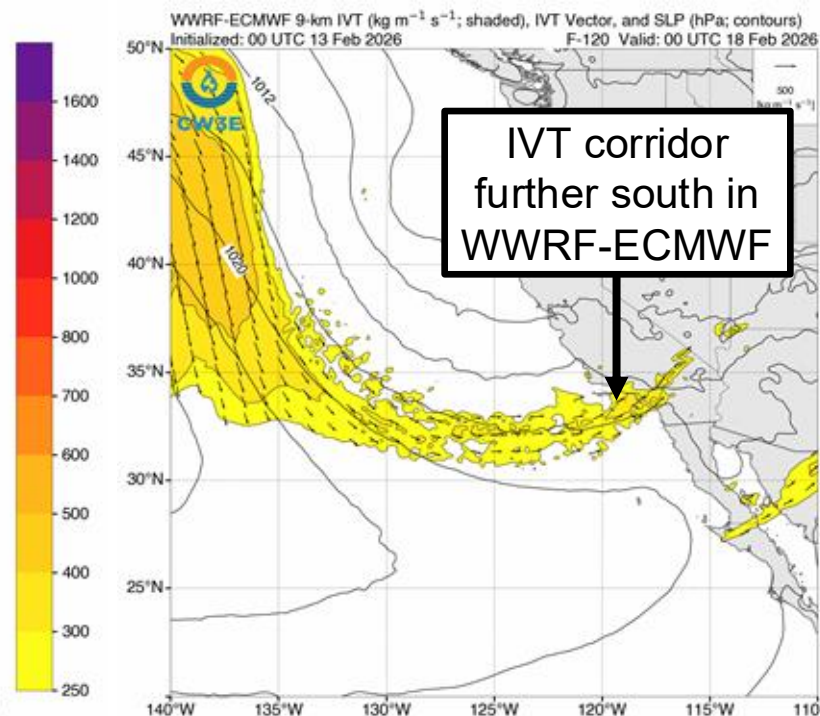 WWRF-ECMWF 9-km IVT (kg m⁻¹ s⁻¹; shaded), IVT Vector, and SLP (hPa; contours)
Initialized: 00 UTC 13 Feb 2026 F-120 Valid: 00 UTC 18 Feb 2026
50°N
45°N
40°N
35°N
30°N
25°N
140°W 135°W 130°W 125°W 120°W 115°W 110°
1600
1400
1200
1000
800
700
600
500
400
300
250
CW3E
1012
1020
500
[kg m⁻¹ s⁻¹]
IVT corridor
further south in
WWRF-ECMWF